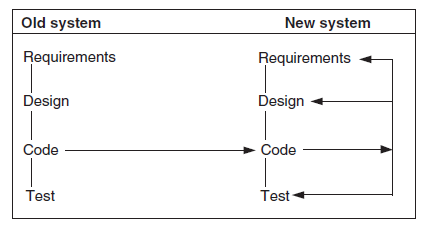 Old system New system
Requirements Requirements
Design Design
Code Code
Test Test